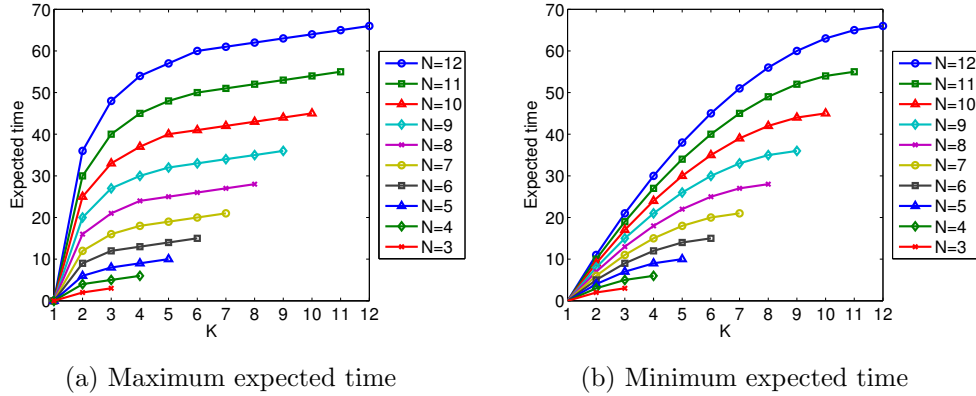 70
60
50
40
30
20
10
0
Expected time
1 2 3 4 5 6 7 8 9 10 11 12
K
N=12
N=11
N=10
N=9
N=8
N=7
N=6
N=5
N=4
N=3
(a) Maximum expected time
70
60
50
40
30
20
10
0
Expected time
1 2 3 4 5 6 7 8 9 10 11 12
K
N=12
N=11
N=10
N=9
N=8
N=7
N=6
N=5
N=4
N=3
(b) Minimum expected time